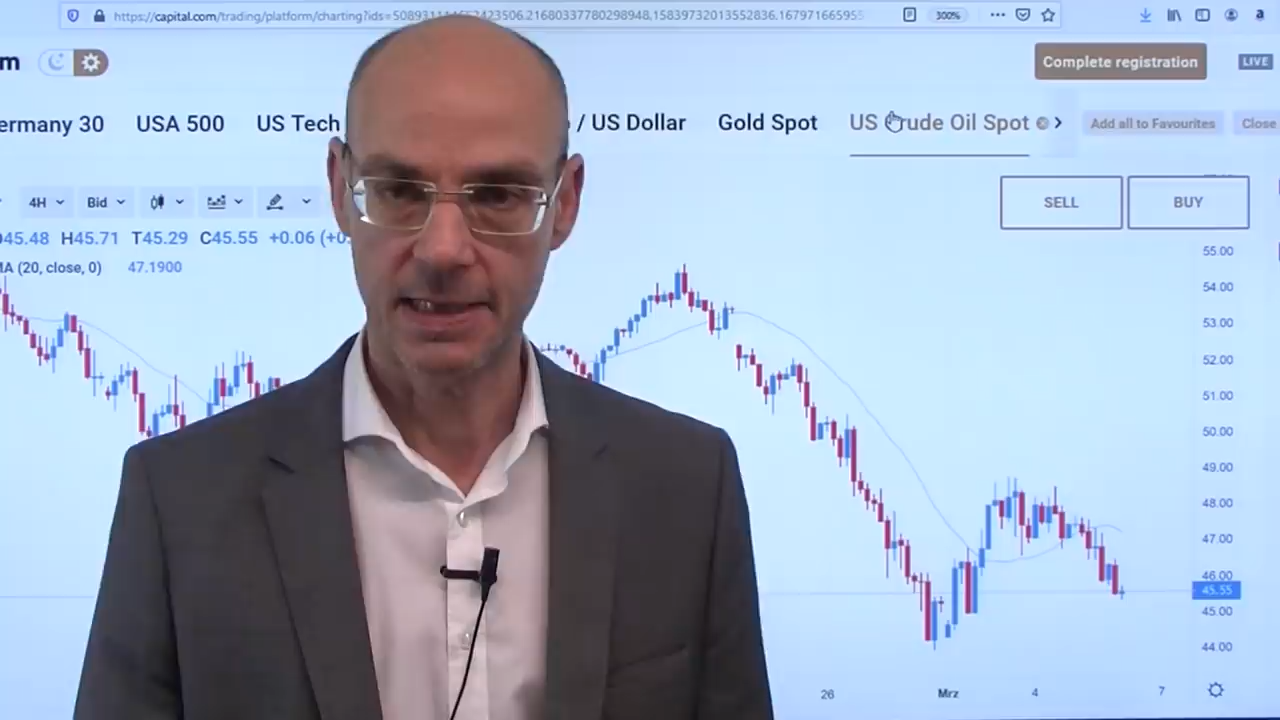 https://capital.com/trading/platform/charting?ids=
300%
m
Complete registration
LIVE
ermany 30
USA 500
US Tech
/ US Dollar
Gold Spot
US Crude Oil Spot
Add all to Favourites
Close
4H
Bid
SELL
BUY
O45.48 H45.71 T45.29 C45.55 +0.06 (+0.
MA (20, close, 0) 47.1900
55.00
54.00
53.00
52.00
51.00
50.00
49.00
48.00
47.00
46.00
45.55
45.00
44.00
26
Mrz
4
7